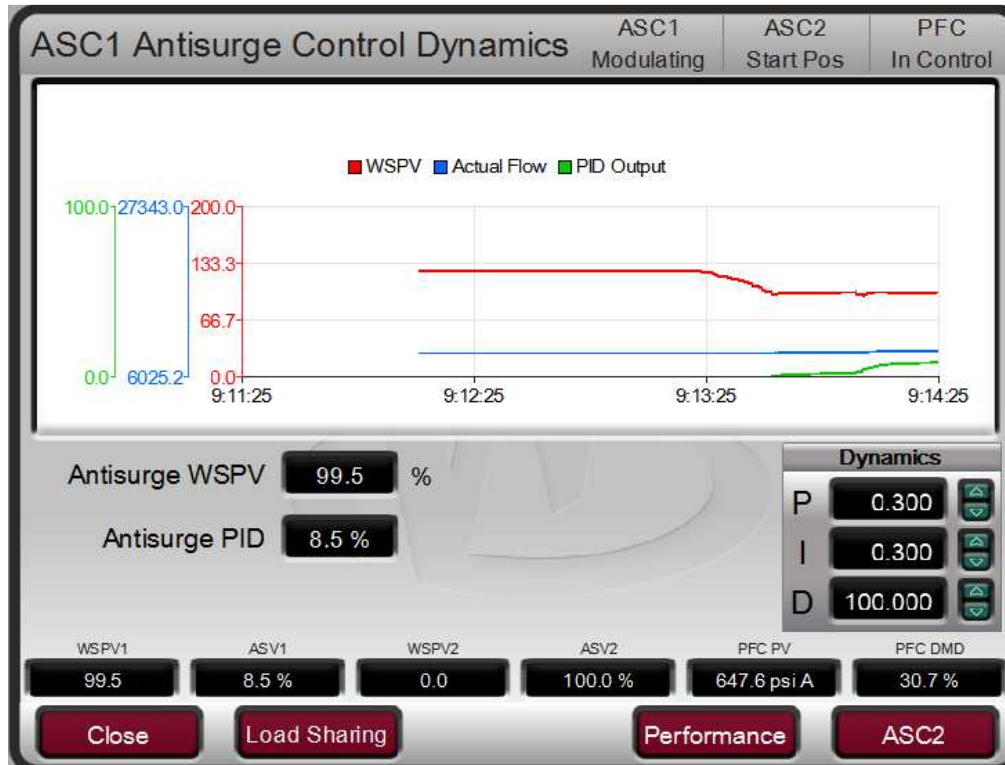 ASC1 Antisurge Control Dynamics
ASC1 ASC2 PFC
Modulating Start Pos In Control
WSPV Actual Flow PID Output
100.0 27343.0 200.0
133.3
66.7
0.0 6025.2 0.0
9:11:25 9:12:25 9:13:25 9:14:25
Antisurge WSPV 99.5 %
Antisurge PID 8.5 %
Dynamics
P 0.300
I 0.300
D 100.000
WSPV1 ASV1 WSPV2 ASV2 PFC PV PFC DMD
99.5 8.5 % 0.0 100.0 % 647.6 psi A 30.7 %
Close Load Sharing Performance ASC2